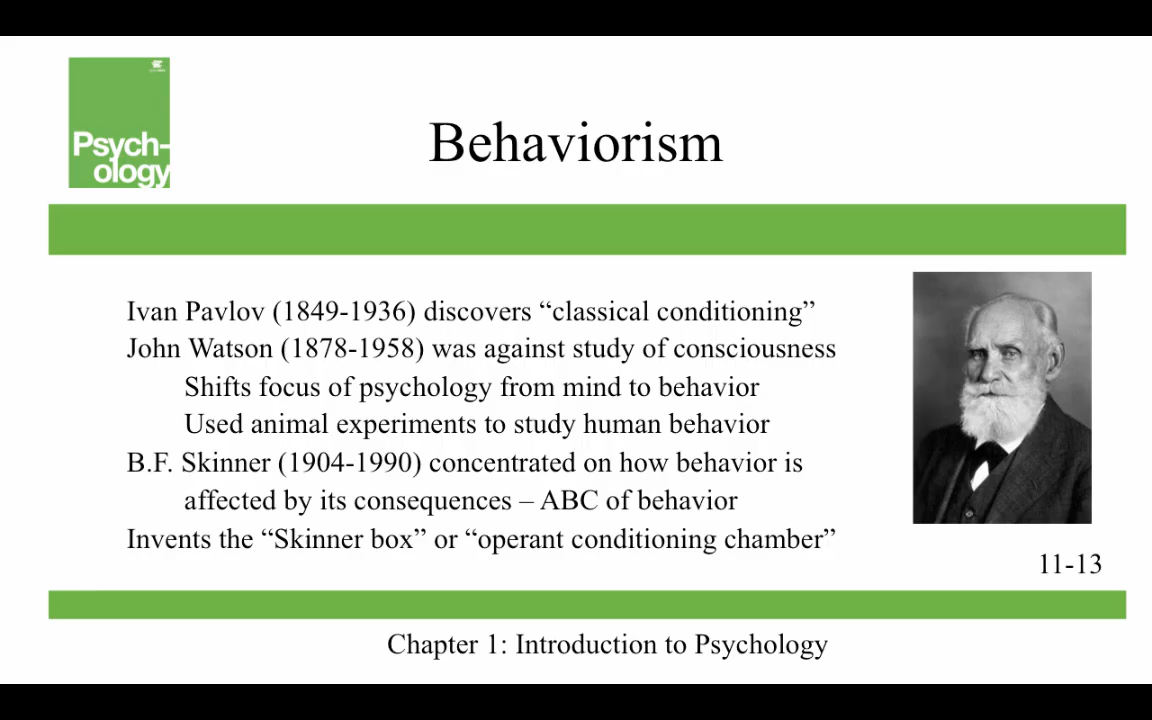 Psych-
ology
Behaviorism
Ivan Pavlov (1849-1936) discovers “classical conditioning”
John Watson (1878-1958) was against study of consciousness
Shifts focus of psychology from mind to behavior
Used animal experiments to study human behavior
B.F. Skinner (1904-1990) concentrated on how behavior is
affected by its consequences – ABC of behavior
Invents the “Skinner box” or “operant conditioning chamber”
11-13
Chapter 1: Introduction to Psychology